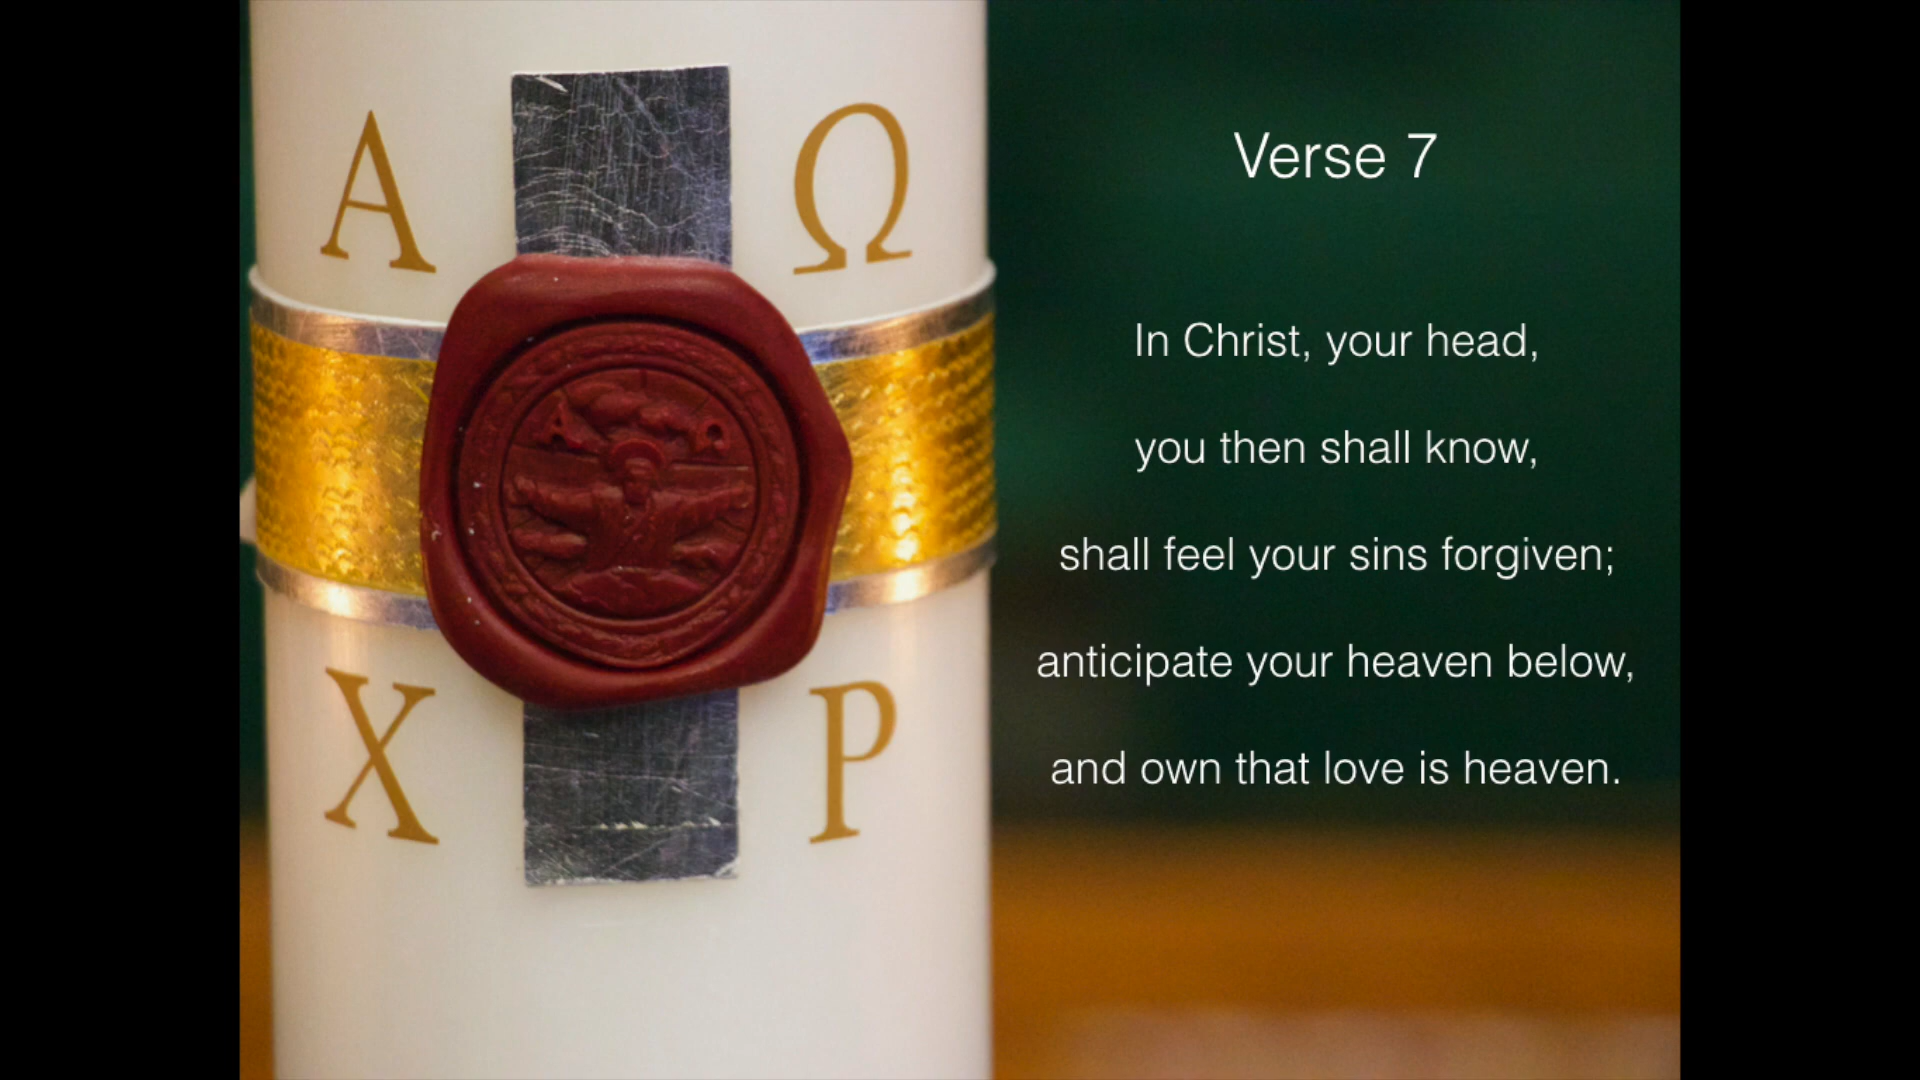 Α Ω
Χ Ρ
Verse 7
In Christ, your head,
you then shall know,
shall feel your sins forgiven;
anticipate your heaven below,
and own that love is heaven.